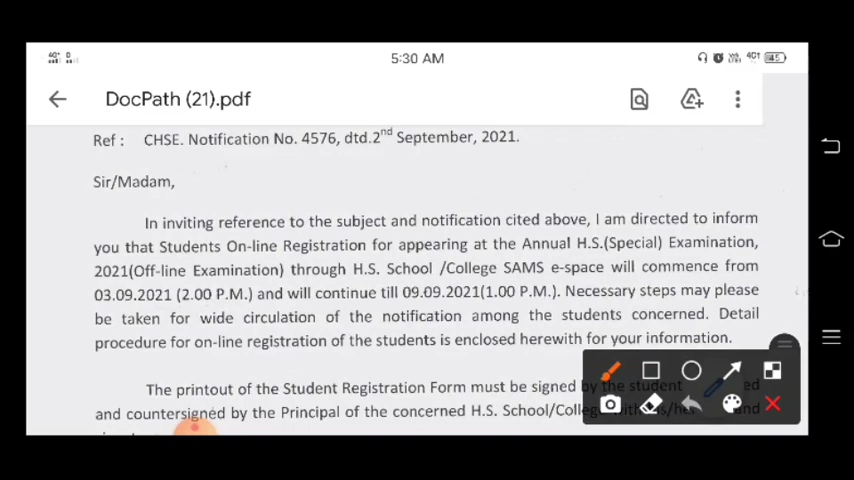 5:30 AM
DocPath (21).pdf
Ref : CHSE. Notification No. 4576, dtd.2nd September, 2021.
Sir/Madam,
In inviting reference to the subject and notification cited above, I am directed to inform
you that Students On-line Registration for appearing at the Annual H.S.(Special) Examination,
2021(Off-line Examination) through H.S. School /College SAMS e-space will commence from
03.09.2021 (2.00 P.M.) and will continue till 09.09.2021(1.00 P.M.). Necessary steps may please
be taken for wide circulation of the notification among the students concerned. Detail
procedure for on-line registration of the students is enclosed herewith for your information.
The printout of the Student Registration Form must be signed by the student
and countersigned by the Principal of the concerned H.S. School/College